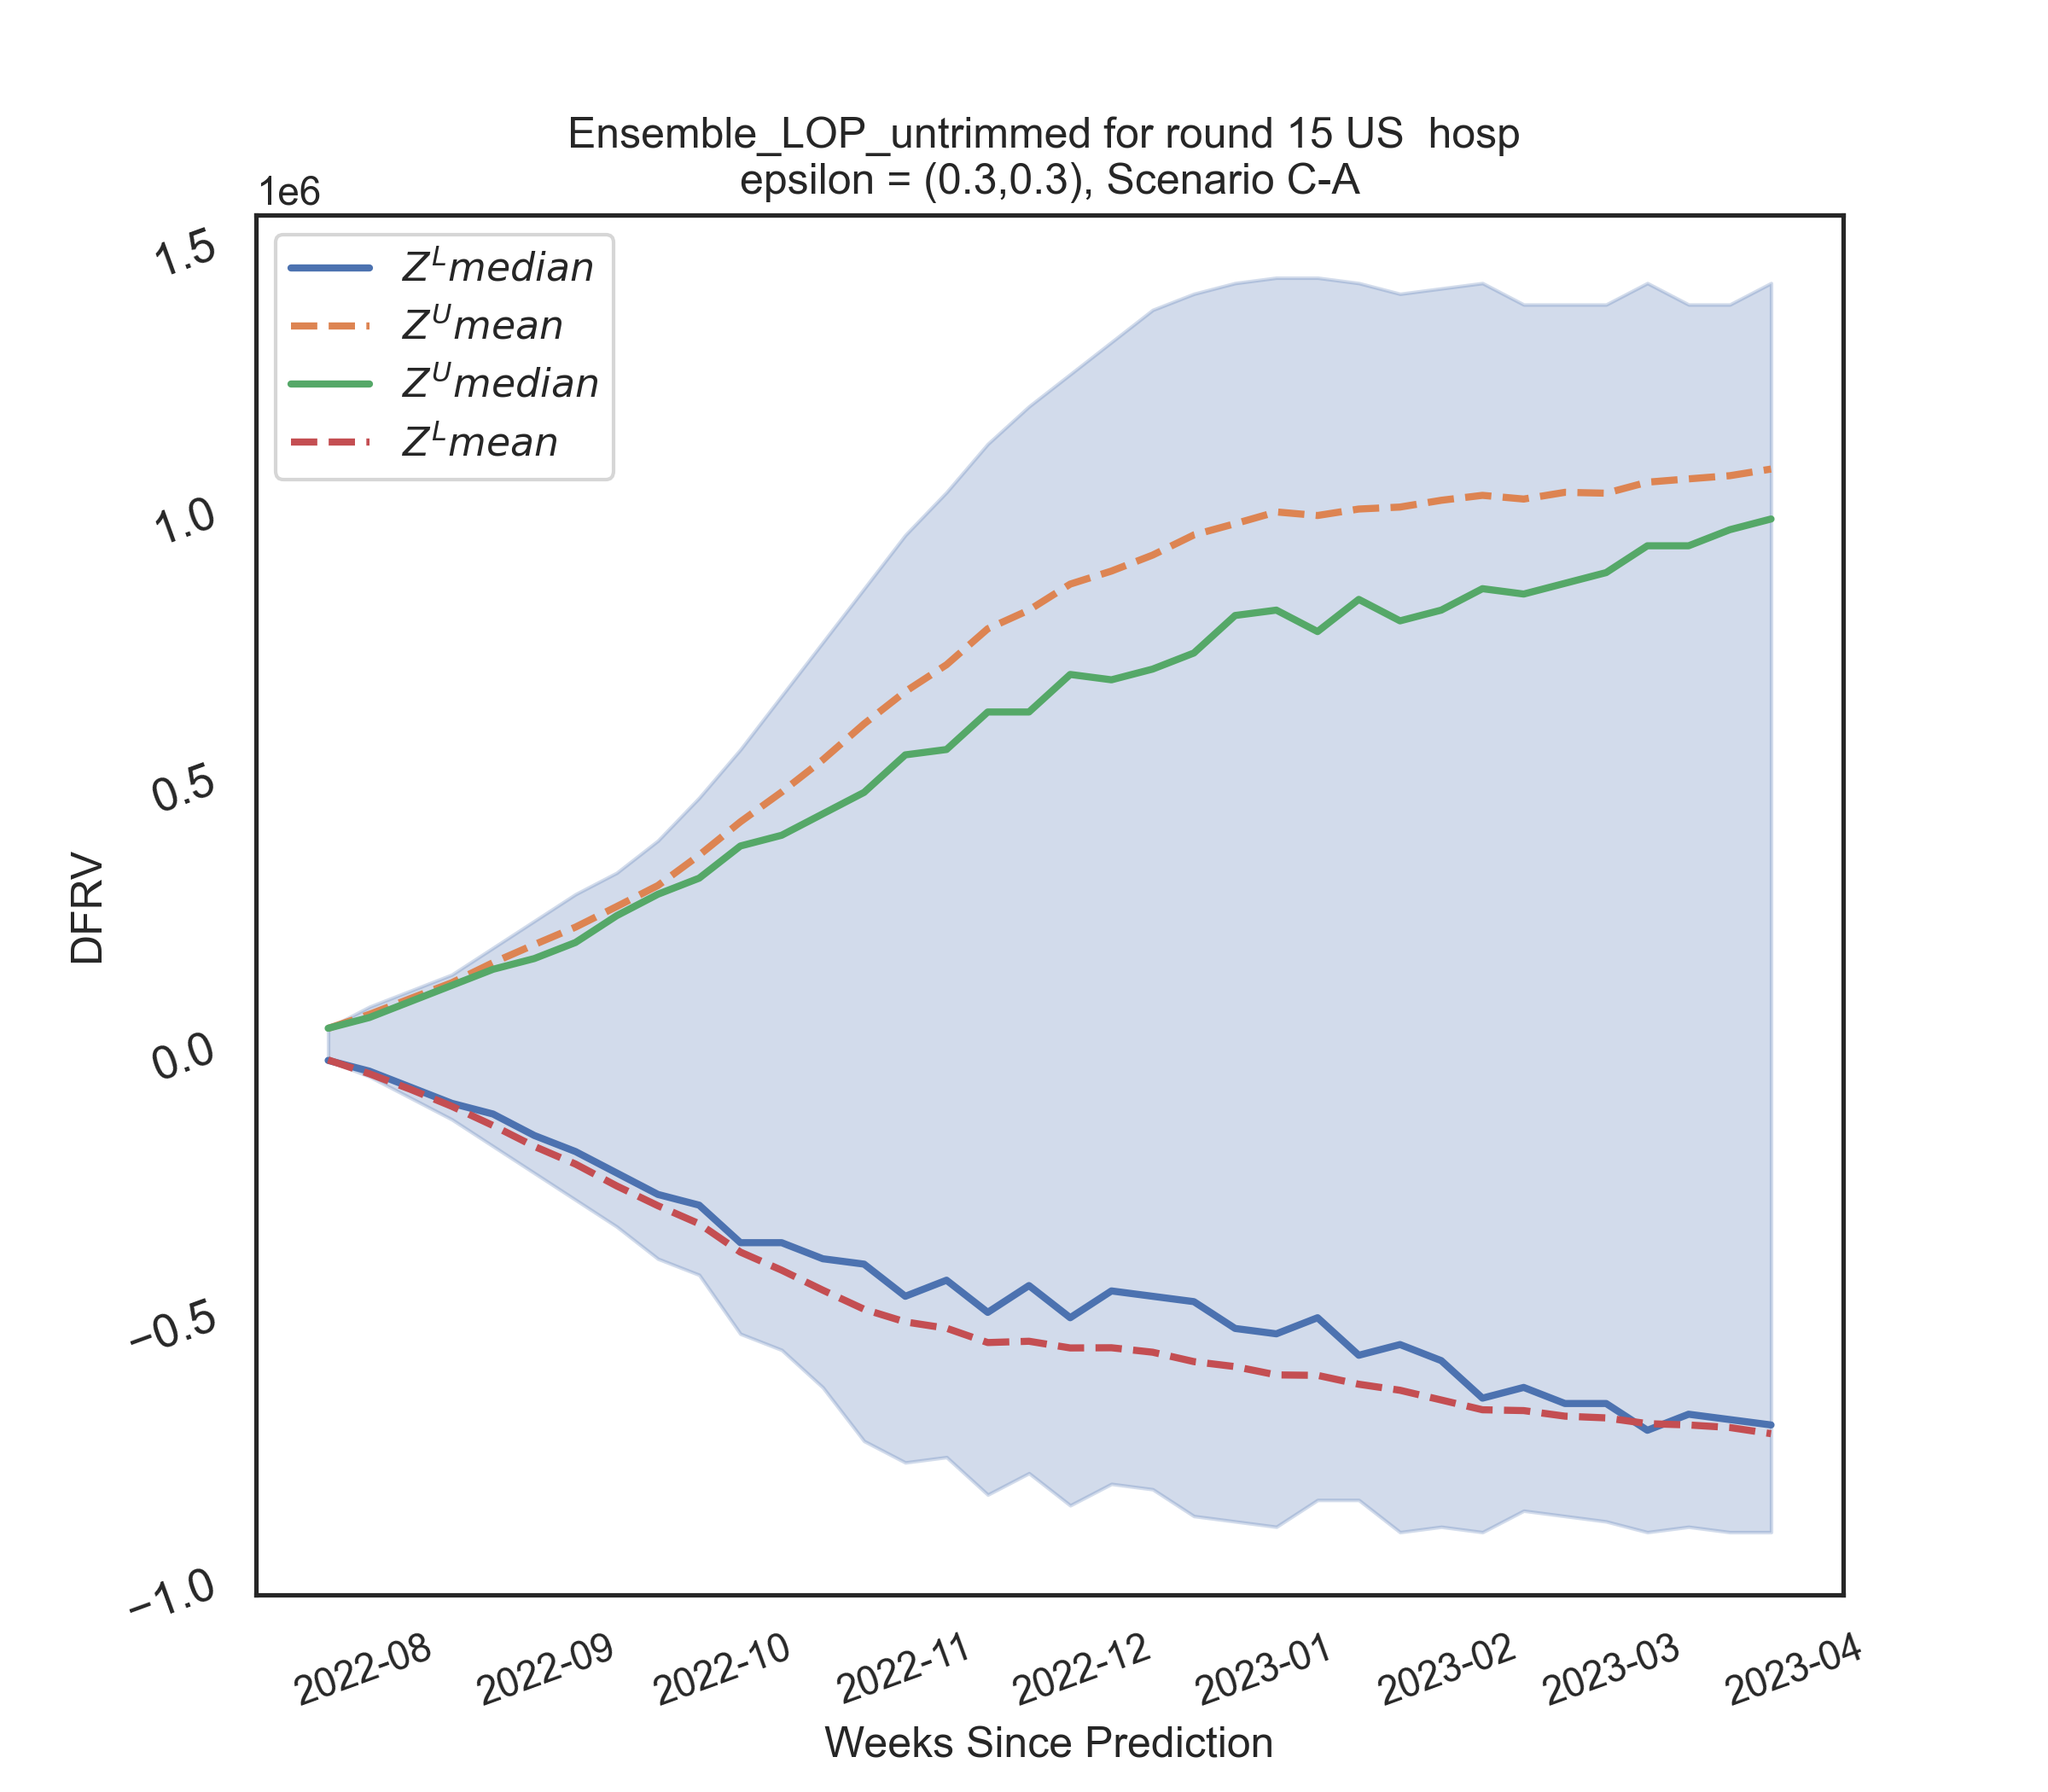 Ensemble_LOP_untrimmed for round 15 US  hosp
epsilon = (0.3,0.3), Scenario C-A
1e6
Z^L median
Z^U mean
Z^U median
Z^L mean
1.5
1.0
0.5
0.0
−0.5
−1.0
DFRV
2022-08
2022-09
2022-10
2022-11
2022-12
2023-01
2023-02
2023-03
2023-04
Weeks Since Prediction